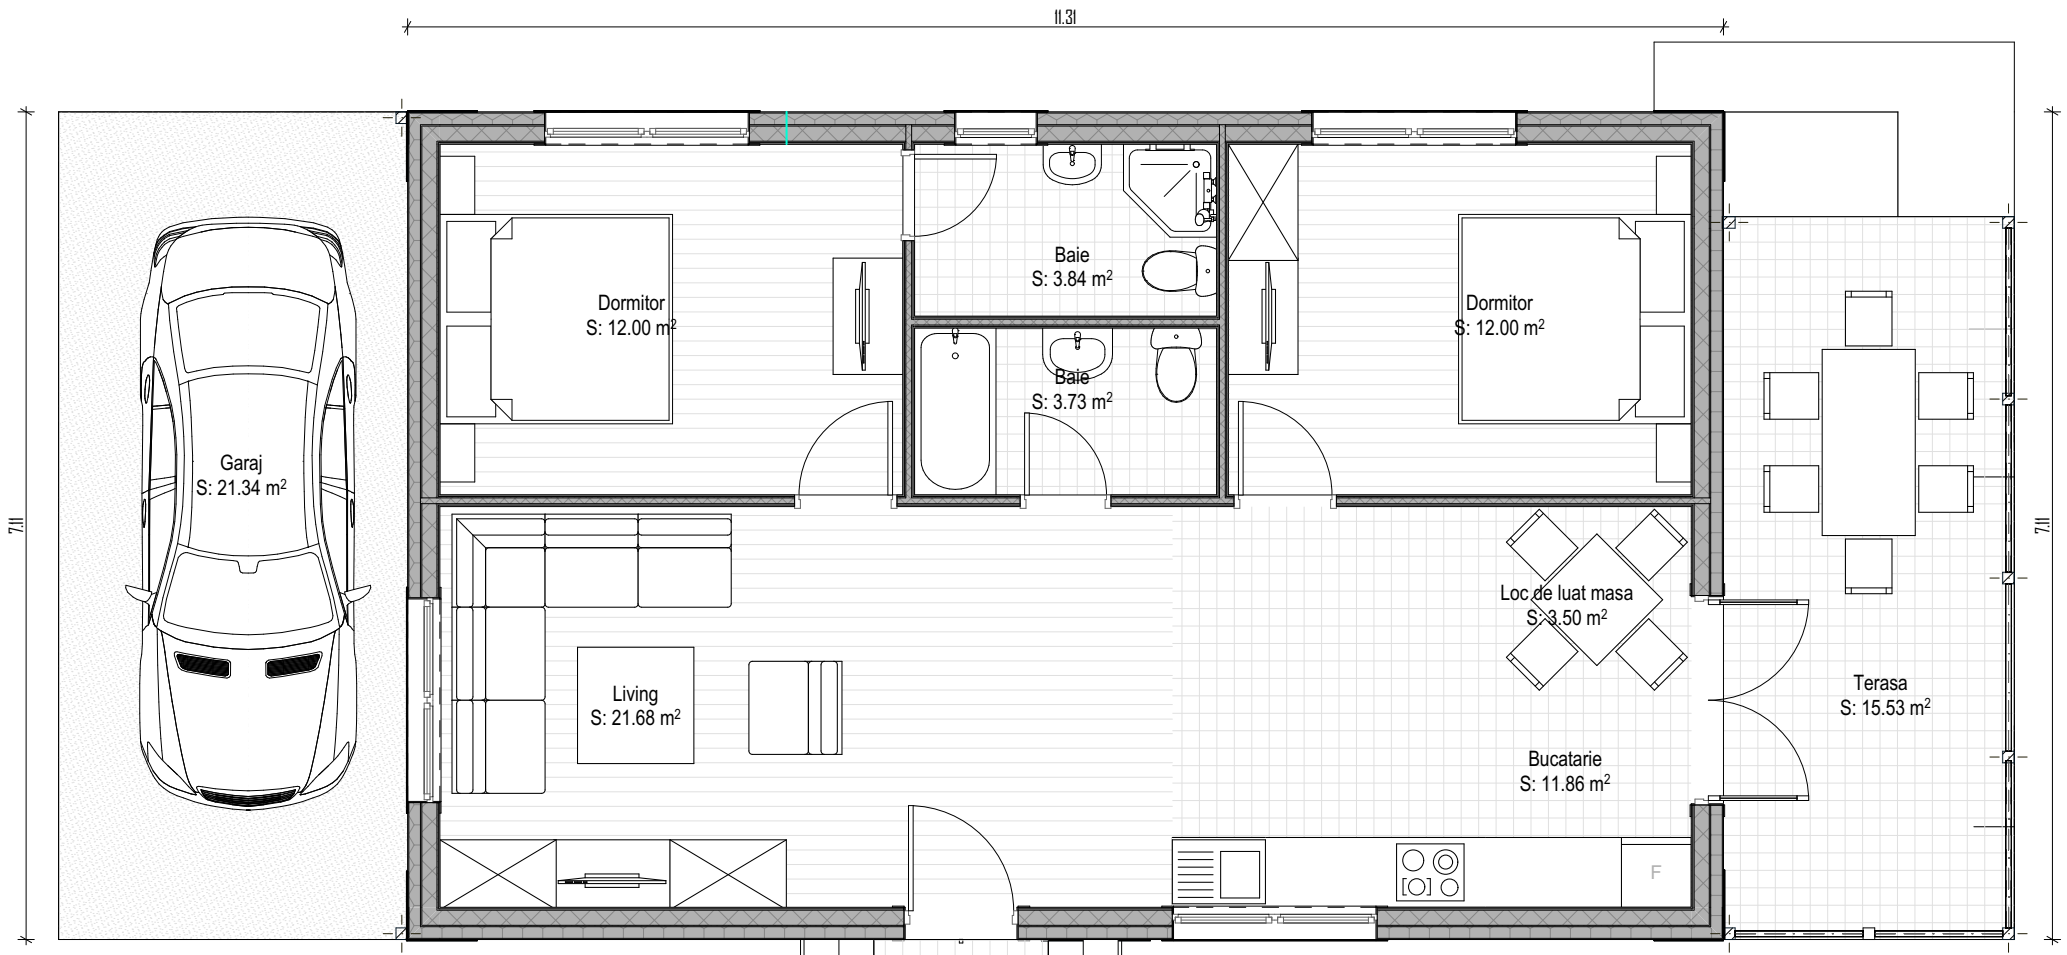 11.31
Baie
S: 3.84 m²
Dormitor
S: 12.00 m²
Dormitor
S: 12.00 m²
Baie
S: 3.73 m²
Garaj
S: 21.34 m²
7.11
7.11
Loc de luat masa
S: 3.50 m²
Living
S: 21.68 m²
Terasa
S: 15.53 m²
Bucatarie
S: 11.86 m²
F